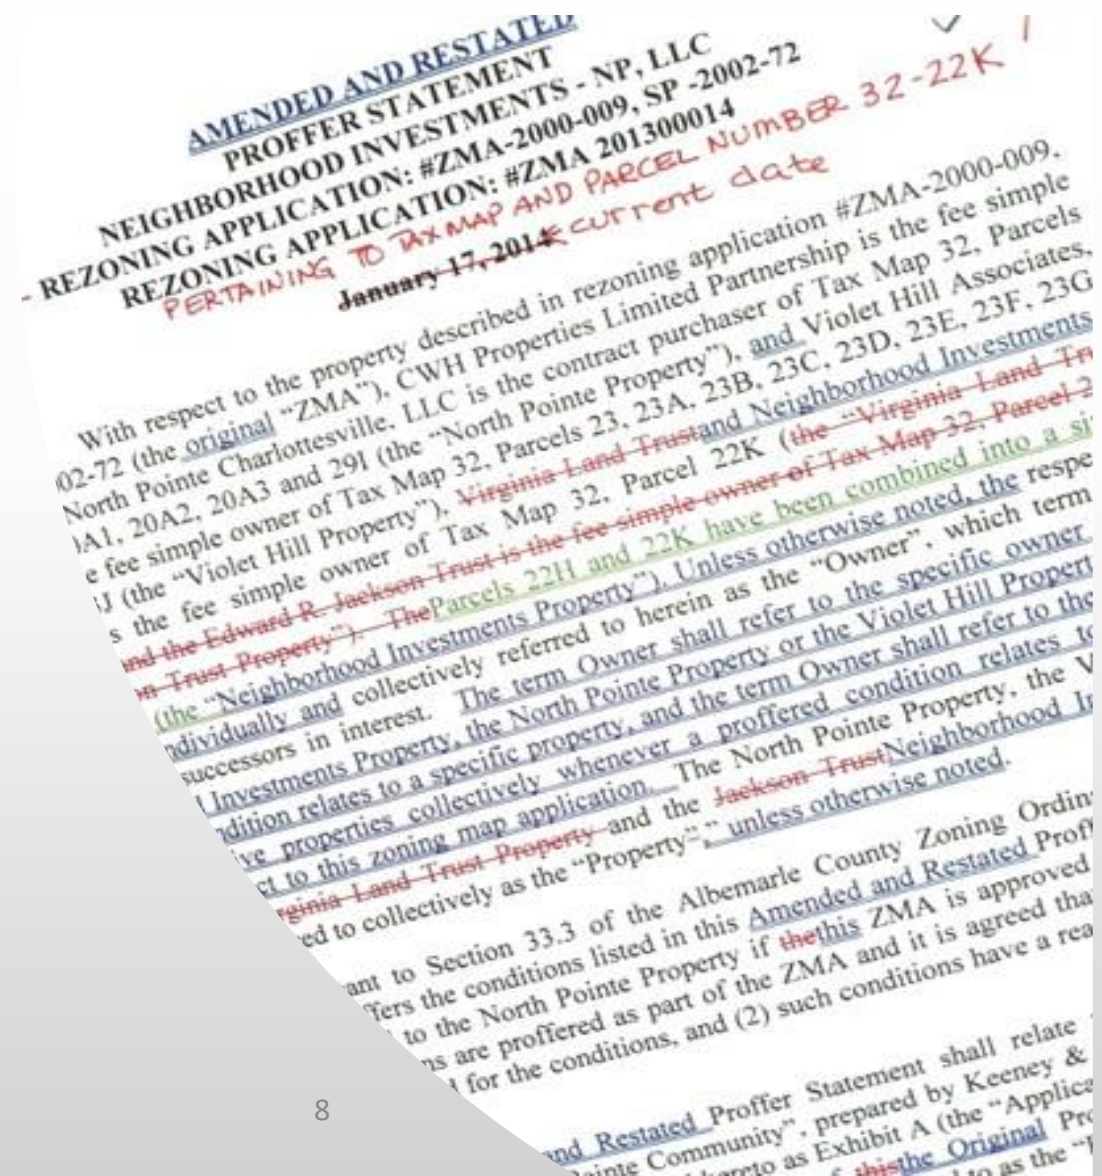 AMENDED AND RESTATED
PROFFER STATEMENT
NEIGHBORHOOD INVESTMENTS - NP, LLC
- REZONING APPLICATION: #ZMA-2000-009, SP -2002-72
REZONING APPLICATION: #ZMA 201300014
PERTAINING TO TAX MAP AND PARCEL NUMBER 32-22K
January 17, 2014 current date
With respect to the property described in rezoning application #ZMA-2000-009,
02-72 (the original "ZMA"), CWH Properties Limited Partnership is the fee simple
North Pointe Charlottesville, LLC is the contract purchaser of Tax Map 32, Parcels
A1, 20A2, 20A3 and 29I (the "North Pointe Property"), and Violet Hill Associates,
e fee simple owner of Tax Map 32, Parcels 23, 23A, 23B, 23C, 23D, 23E, 23F, 23G
J (the "Violet Hill Property"), Virginia Land Trustand Neighborhood Investments
s the fee simple owner of Tax Map 32, Parcel 22K (the "Virginia Land Tru
nd the Edward R. Jackson Trust is the fee simple owner of Tax Map 32, Parcel 2
n Trust Property"). TheParcels 22H and 22K have been combined into a si
(the "Neighborhood Investments Property"). Unless otherwise noted, the respe
ndividually and collectively referred to herein as the "Owner", which term
successors in interest. The term Owner shall refer to the specific owner
Investments Property, the North Pointe Property or the Violet Hill Propert
ndition relates to a specific property, and the term Owner shall refer to the
ive properties collectively whenever a proffered condition relates to
ct to this zoning map application. The North Pointe Property, the V
rginia Land Trust Property and the Jackson TrustNeighborhood In
ed to collectively as the "Property"," unless otherwise noted.
ant to Section 33.3 of the Albemarle County Zoning Ordin
ffers the conditions listed in this Amended and Restated Proff
to the North Pointe Property if thethis ZMA is approved
ns are proffered as part of the ZMA and it is agreed that
for the conditions, and (2) such conditions have a rea
and Restated Proffer Statement shall relate
ointe Community", prepared by Keeney &
hereto as Exhibit A (the "Applica
thisthe Original Pro
to as the "
8